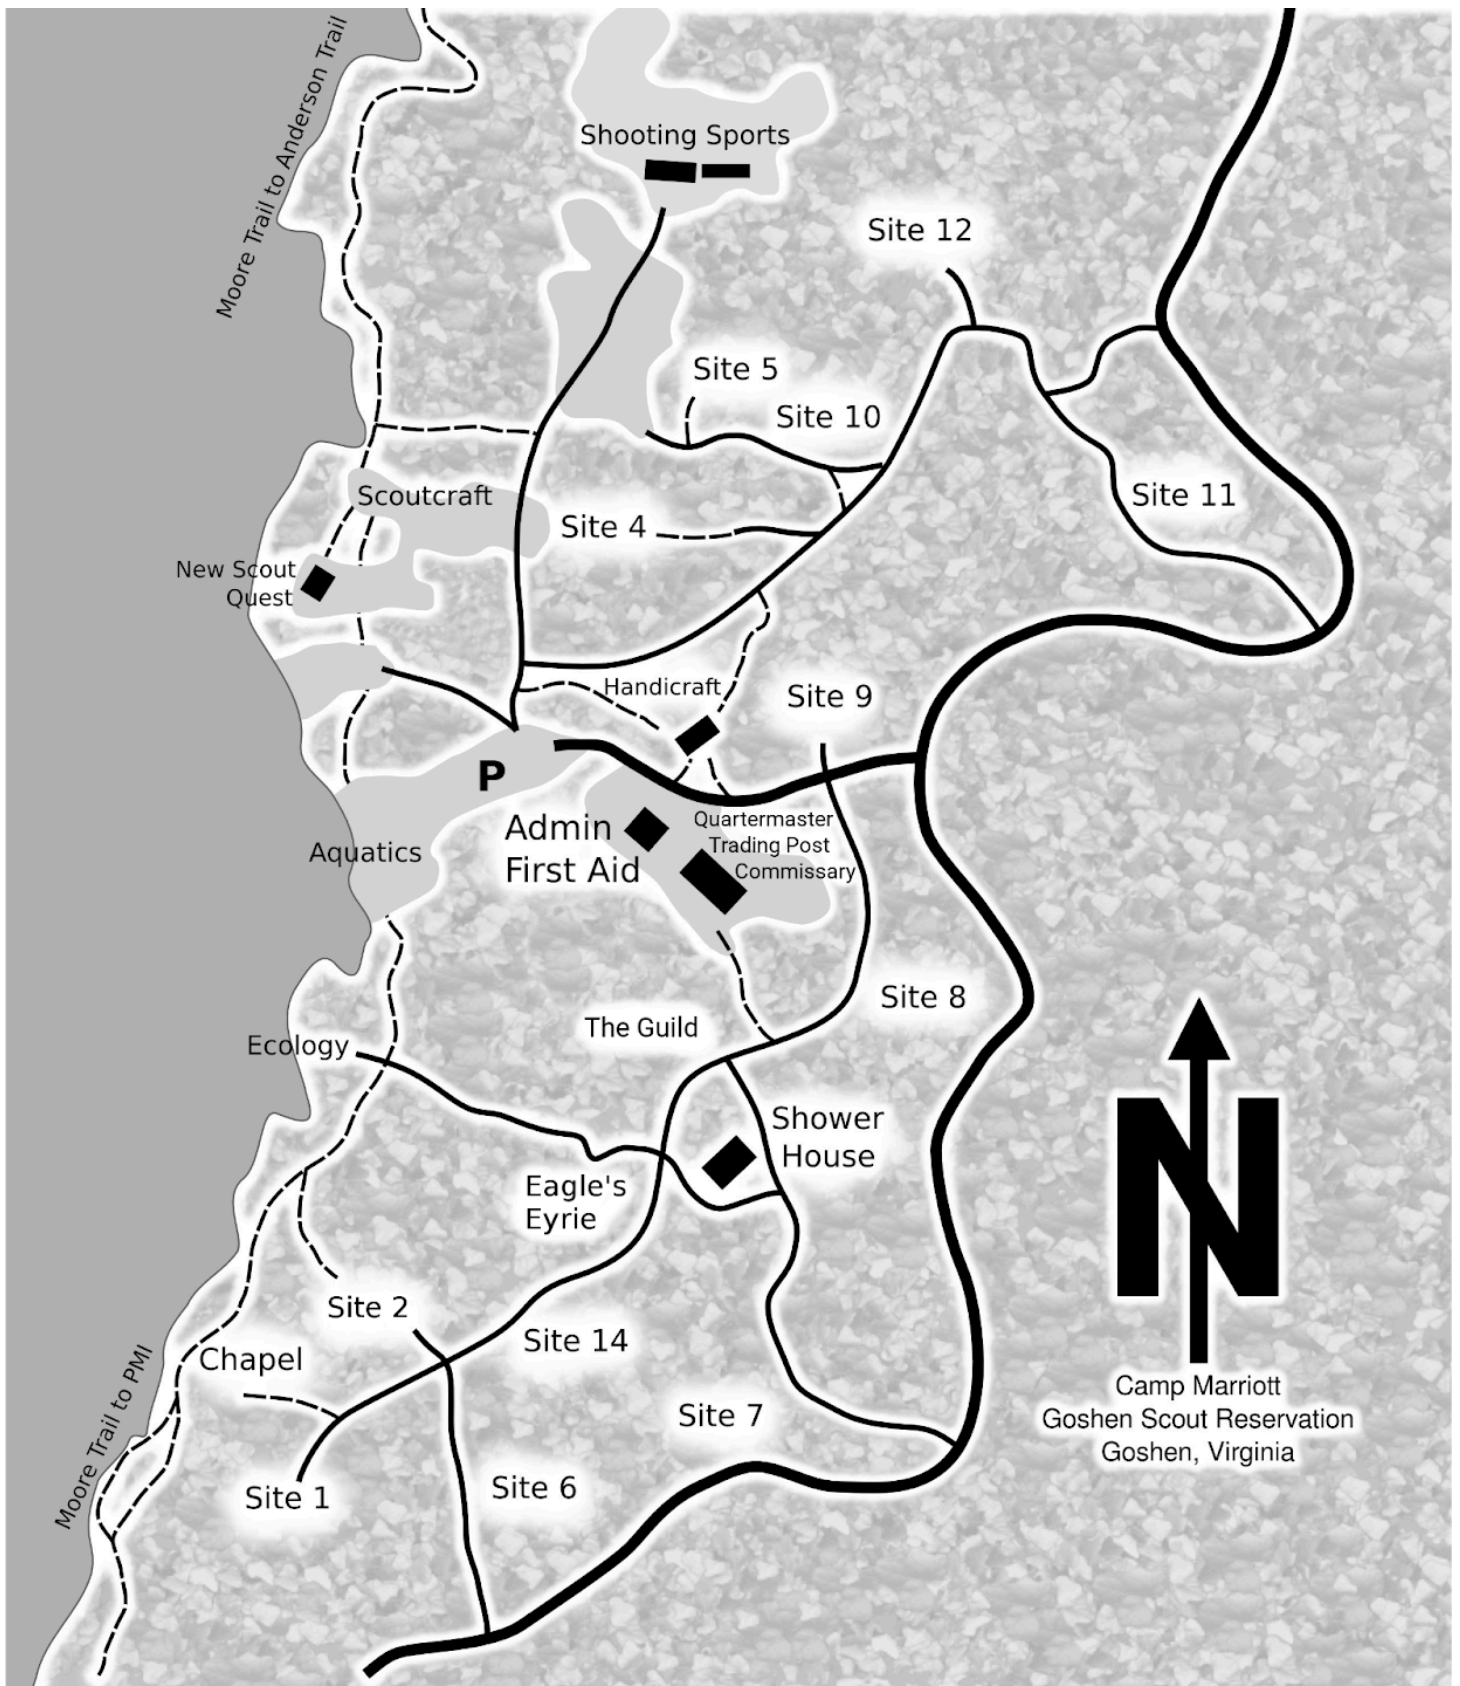 Moore Trail to Anderson Trail
Shooting Sports
Site 12
Site 5
Site 10
Scoutcraft
Site 4
Site 11
New Scout
Quest
Handicraft
Site 9
P
Admin
First Aid
Quartermaster
Trading Post
Commissary
Aquatics
Site 8
The Guild
Ecology
Shower
House
Eagle's
Eyrie
N
Site 2
Site 14
Chapel
Moore Trail to PMI
Site 7
Site 1
Site 6
Camp Marriott
Goshen Scout Reservation
Goshen, Virginia